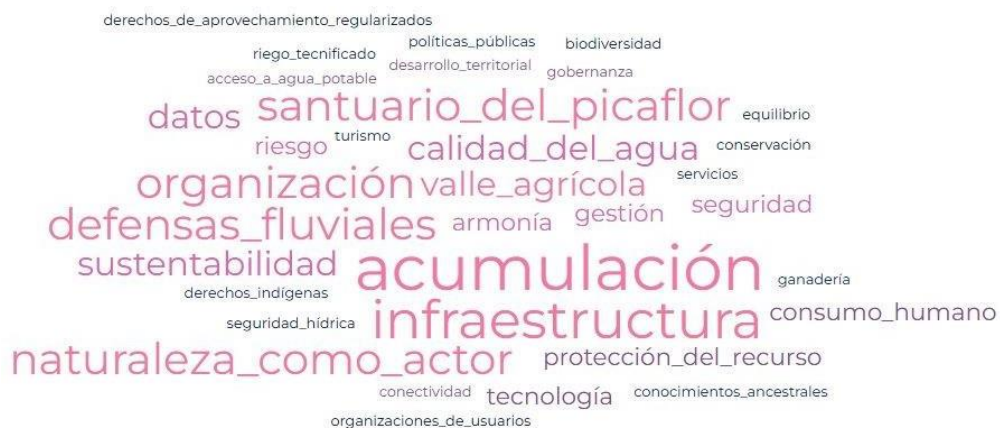 derechos_de_aprovechamiento_regularizados
políticas_públicas
biodiversidad
riego_tecnificado
desarrollo_territorial
gobernanza
acceso_a_agua_potable
santuario_del_picaflor
datos
equilibrio
turismo
riesgo
calidad_del_agua
conservación
organización
valle_agrícola
servicios
defensas_fluviales
armonía
gestión
seguridad
sustentabilidad
acumulación
ganadería
derechos_indígenas
seguridad_hídrica
infraestructura
consumo_humano
naturaleza_como_actor
protección_del_recurso
conectividad
tecnología
conocimientos_ancestrales
organizaciones_de_usuarios